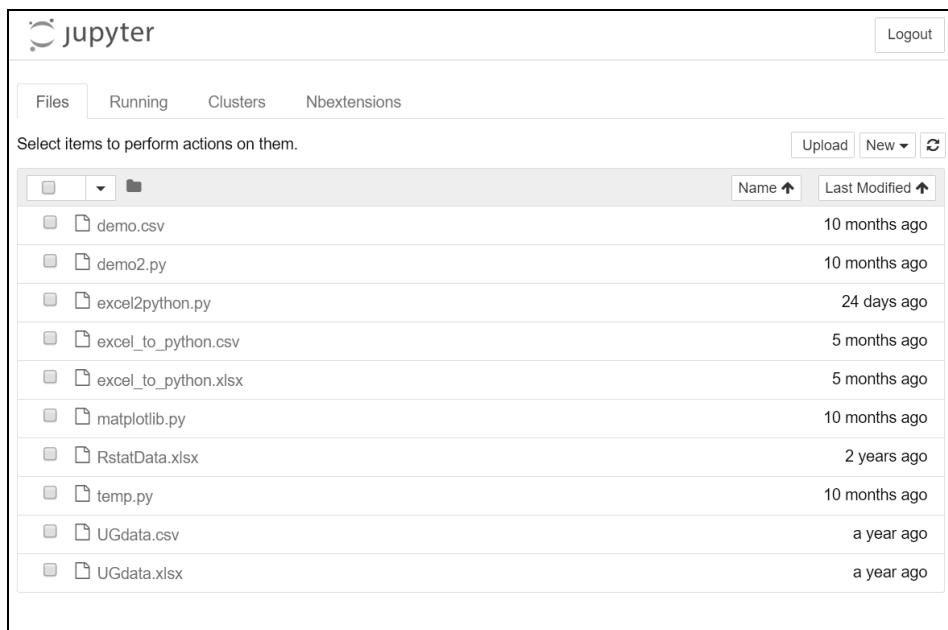 jupyter Logout
Files Running Clusters Nbextensions
Select items to perform actions on them. Upload New
Name Last Modified
demo.csv 10 months ago
demo2.py 10 months ago
excel2python.py 24 days ago
excel_to_python.csv 5 months ago
excel_to_python.xlsx 5 months ago
matplotlib.py 10 months ago
RstatData.xlsx 2 years ago
temp.py 10 months ago
UGdata.csv a year ago
UGdata.xlsx a year ago